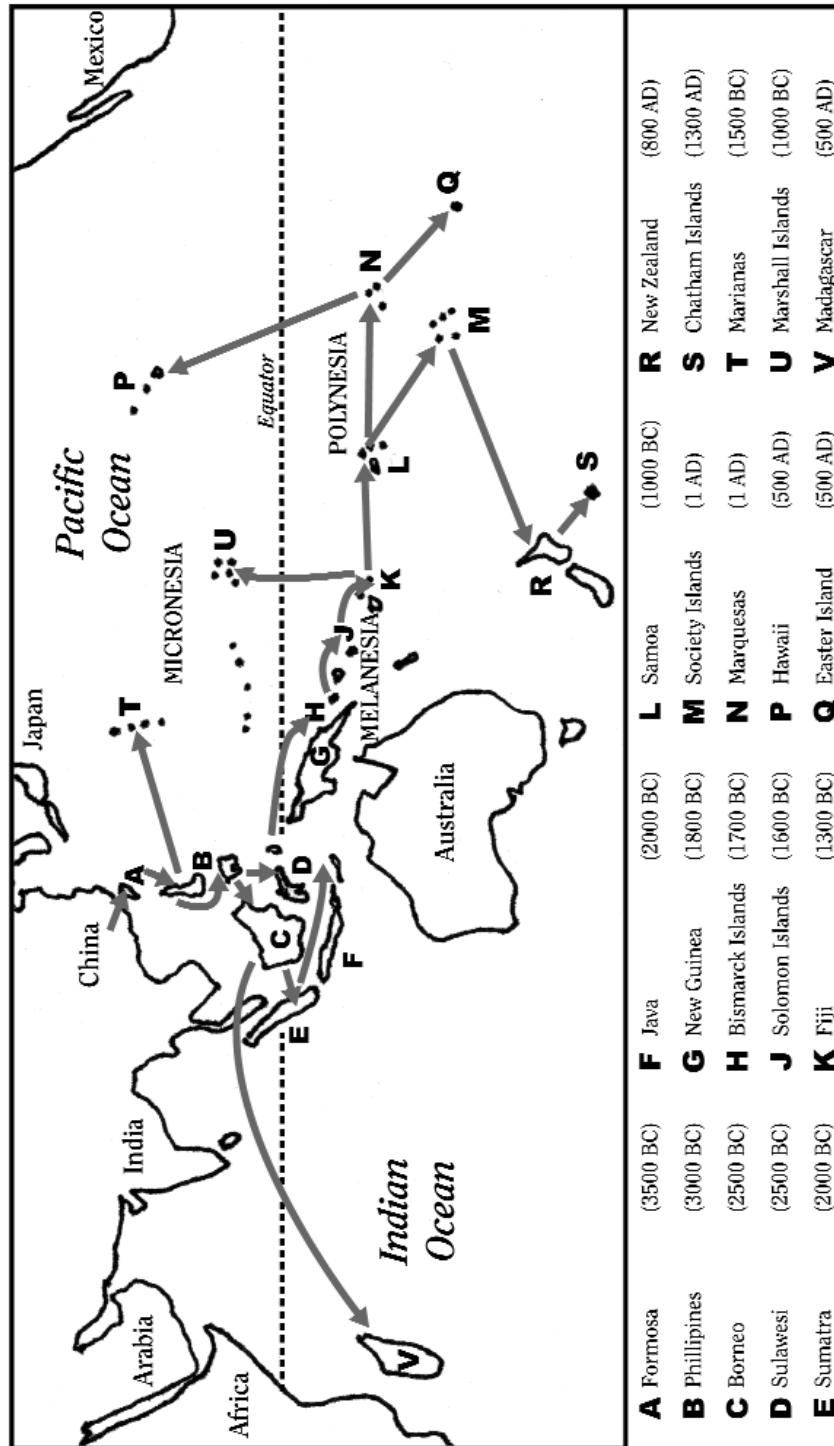 Mexico
Japan
China
India
Arabia
Africa
Australia
Pacific
Ocean
Indian
Ocean
MICRONESIA
MELANESIA
POLYNESIA
Equator
A
B
C
D
E
F
G
H
J
K
L
M
N
P
Q
R
S
T
U
V
A Formosa (3500 BC) F Java (2000 BC) L Samoa (1000 BC) R New Zealand (800 AD)
B Phillipines (3000 BC) G New Guinea (1800 BC) M Society Islands (1 AD) S Chatham Islands (1300 AD)
C Borneo (2500 BC) H Bismarck Islands (1700 BC) N Marquesas (1 AD) T Marianas (1500 BC)
D Sulawesi (2500 BC) J Solomon Islands (1600 BC) P Hawaii (500 AD) U Marshall Islands (1000 BC)
E Sumatra (2000 BC) K Fiji (1300 BC) Q Easter Island (500 AD) V Madagascar (500 AD)